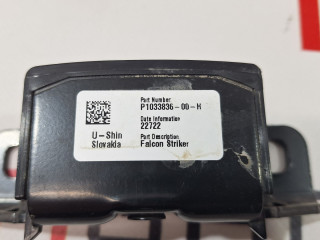 Part Number
P1033836-00-H
Date Information
22722
U-Shin
Slovakia
Part Description:
Falcon Striker